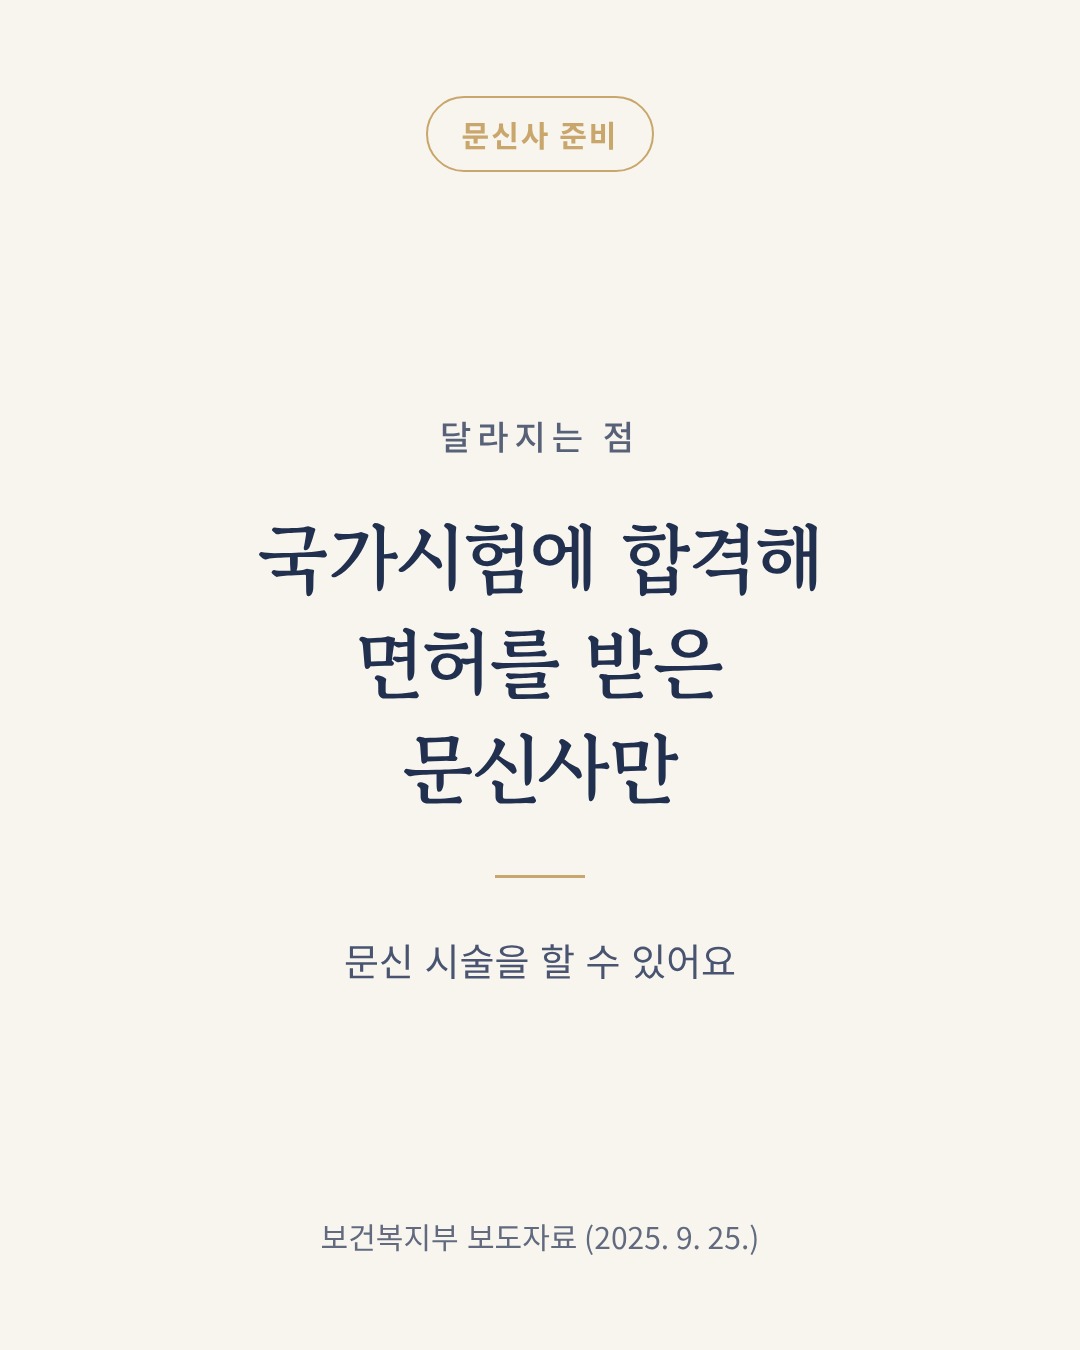 문신사 준비
달라지는 점
국가시험에 합격해
면허를 받은
문신사만
문신 시술을 할 수 있어요
보건복지부 보도자료 (2025. 9. 25.)